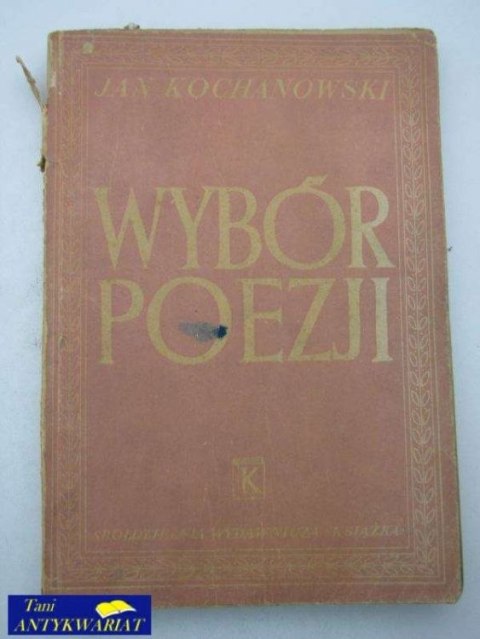 JAN KOCHANOWSKI
WYBÓR
POEZJI
K
SPÓŁDZIELNIA WYDAWNICZA „KSIĄŻKA"
Tani
ANTYKWARIAT